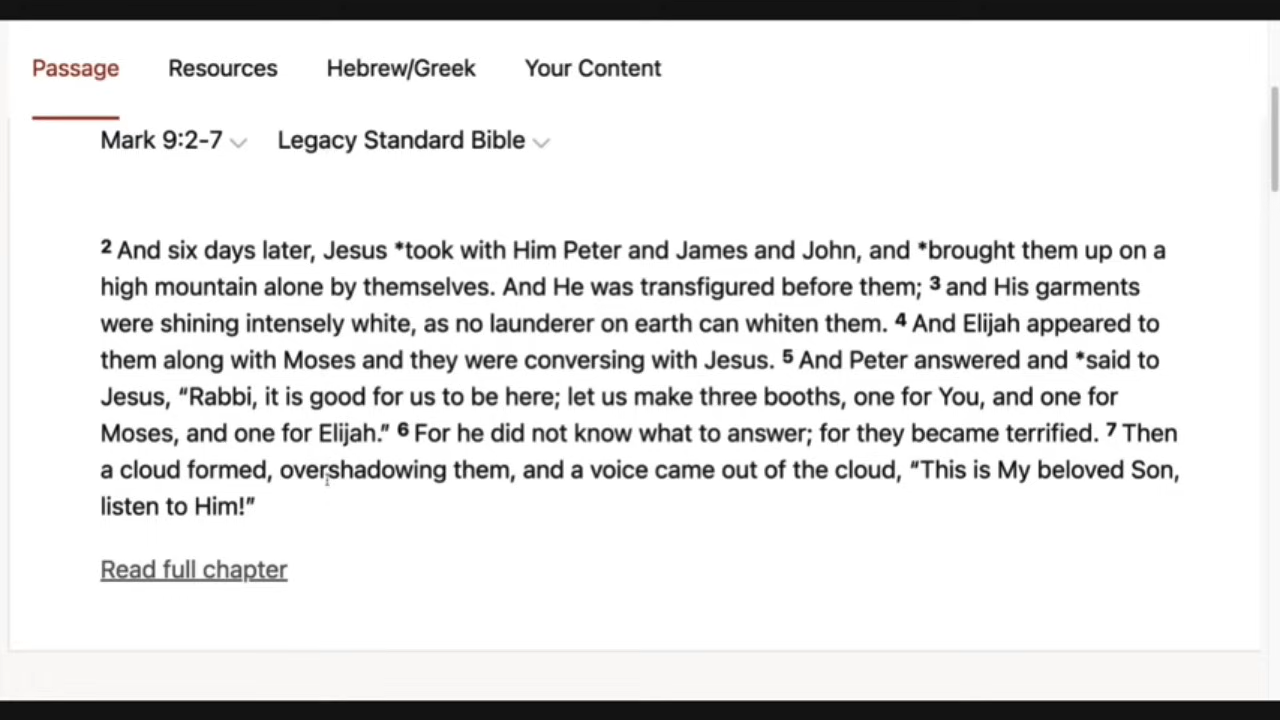 Passage Resources Hebrew/Greek Your Content
Mark 9:2-7 Legacy Standard Bible
2 And six days later, Jesus *took with Him Peter and James and John, and *brought them up on a
high mountain alone by themselves. And He was transfigured before them; 3 and His garments
were shining intensely white, as no launderer on earth can whiten them. 4 And Elijah appeared to
them along with Moses and they were conversing with Jesus. 5 And Peter answered and *said to
Jesus, “Rabbi, it is good for us to be here; let us make three booths, one for You, and one for
Moses, and one for Elijah.” 6 For he did not know what to answer; for they became terrified. 7 Then
a cloud formed, overshadowing them, and a voice came out of the cloud, “This is My beloved Son,
listen to Him!”
Read full chapter